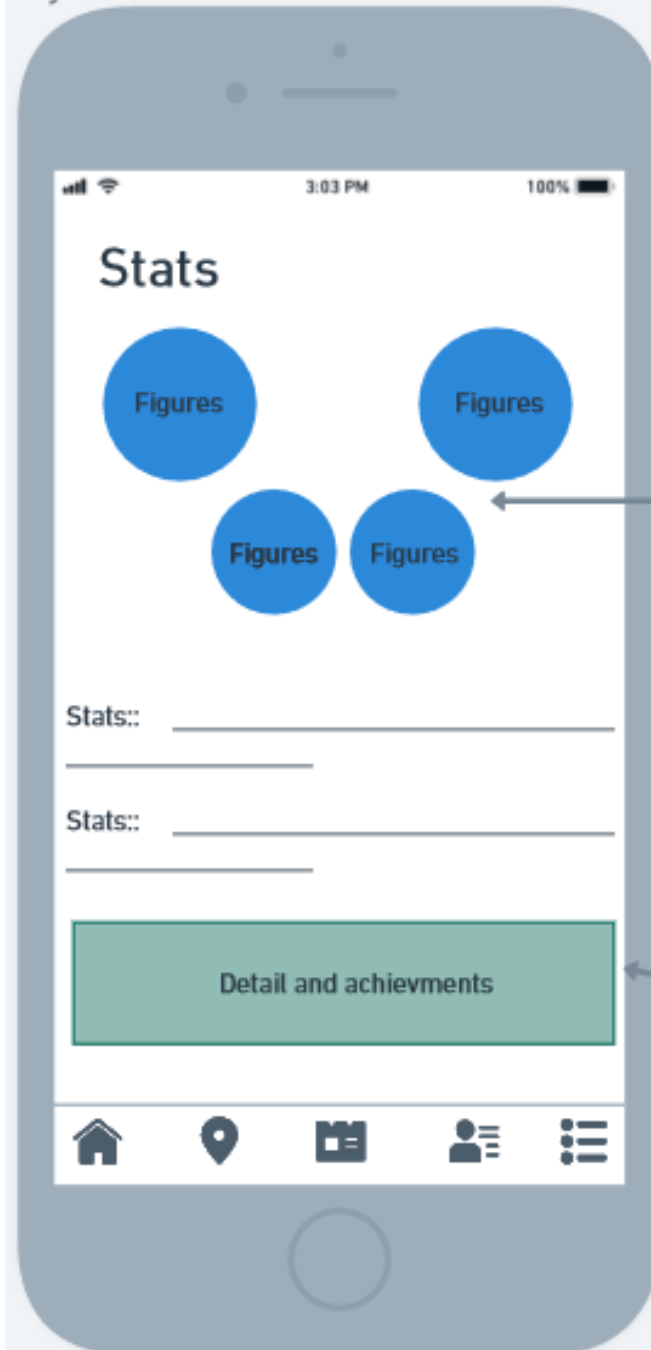 3:03 PM 100%
Stats
Figures Figures
Figures Figures
Stats::
Stats::
Detail and achievments